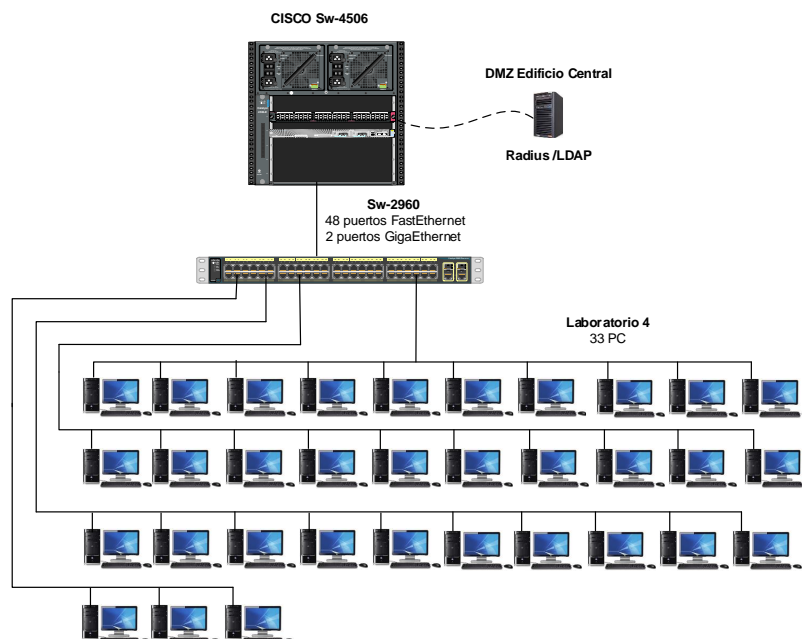 CISCO Sw-4506
DMZ Edificio Central
Radius /LDAP
Sw-2960
48 puertos FastEthernet
2 puertos GigaEthernet
Laboratorio 4
33 PC